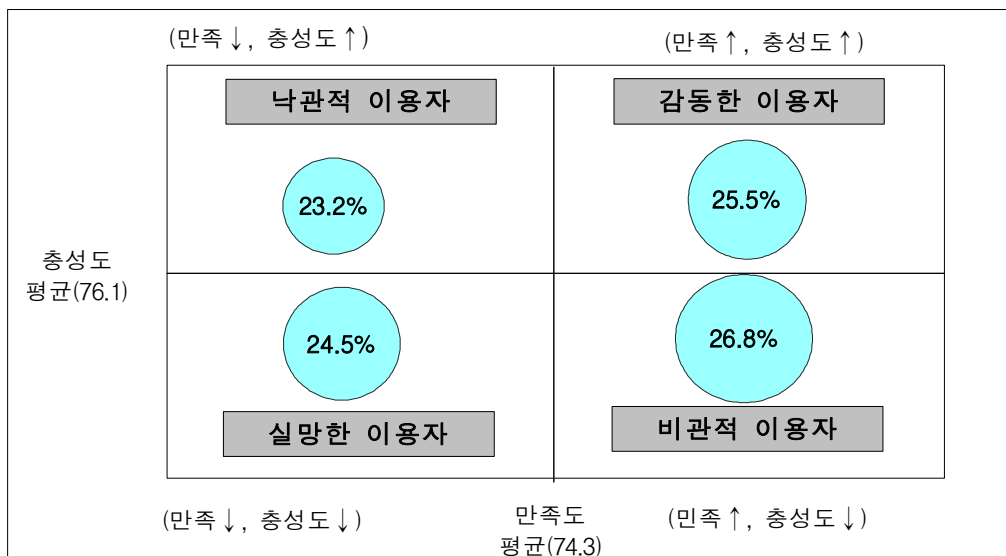 (만족↓, 충성도↑)
(만족↑, 충성도↑)
낙관적 이용자
감동한 이용자
23.2%
25.5%
충성도
평균(76.1)
24.5%
26.8%
실망한 이용자
비관적 이용자
(만족↓, 충성도↓)
만족도
평균(74.3)
(민족↑, 충성도↓)